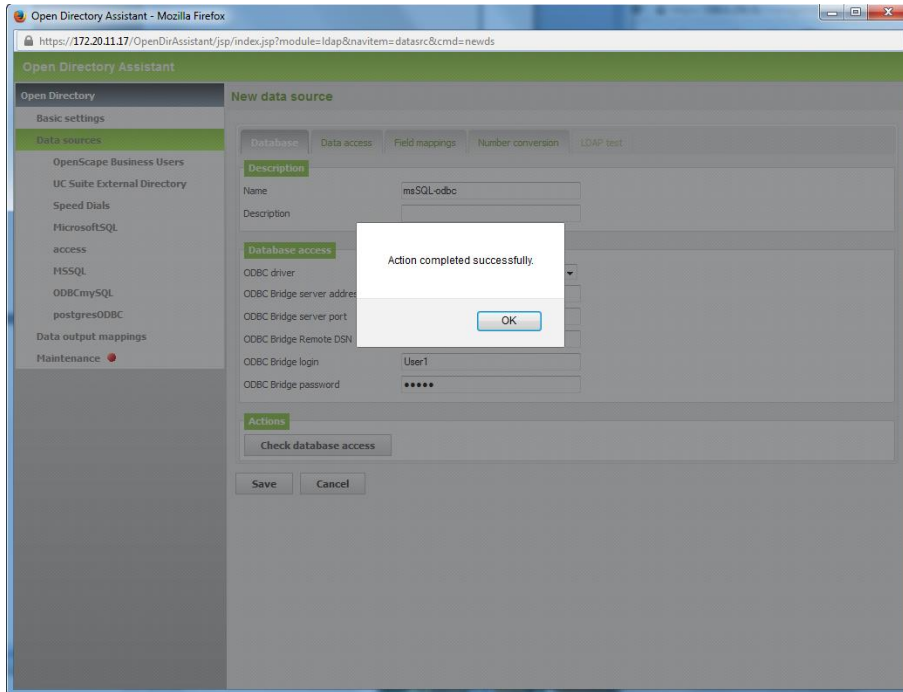 Open Directory Assistant - Mozilla Firefox
https://172.20.11.17/OpenDirAssistant/jsp/index.jsp?module=ldap&navitem=datasrc&cmd=newds
Open Directory Assistant
Open Directory
Basic settings
Data sources
OpenScape Business Users
UC Suite External Directory
Speed Dials
MicrosoftSQL
access
MSSQL
ODBCmySQL
postgresODBC
Data output mappings
Maintenance
New data source
Database Data access Field mappings Number conversion LDAP test
Description
Name msSQL-odbc
Description
Database access
ODBC driver
ODBC Bridge server addres
ODBC Bridge server port
ODBC Bridge Remote DSN
ODBC Bridge login User1
ODBC Bridge password •••••
Actions
Check database access
Save Cancel
Action completed successfully.
OK